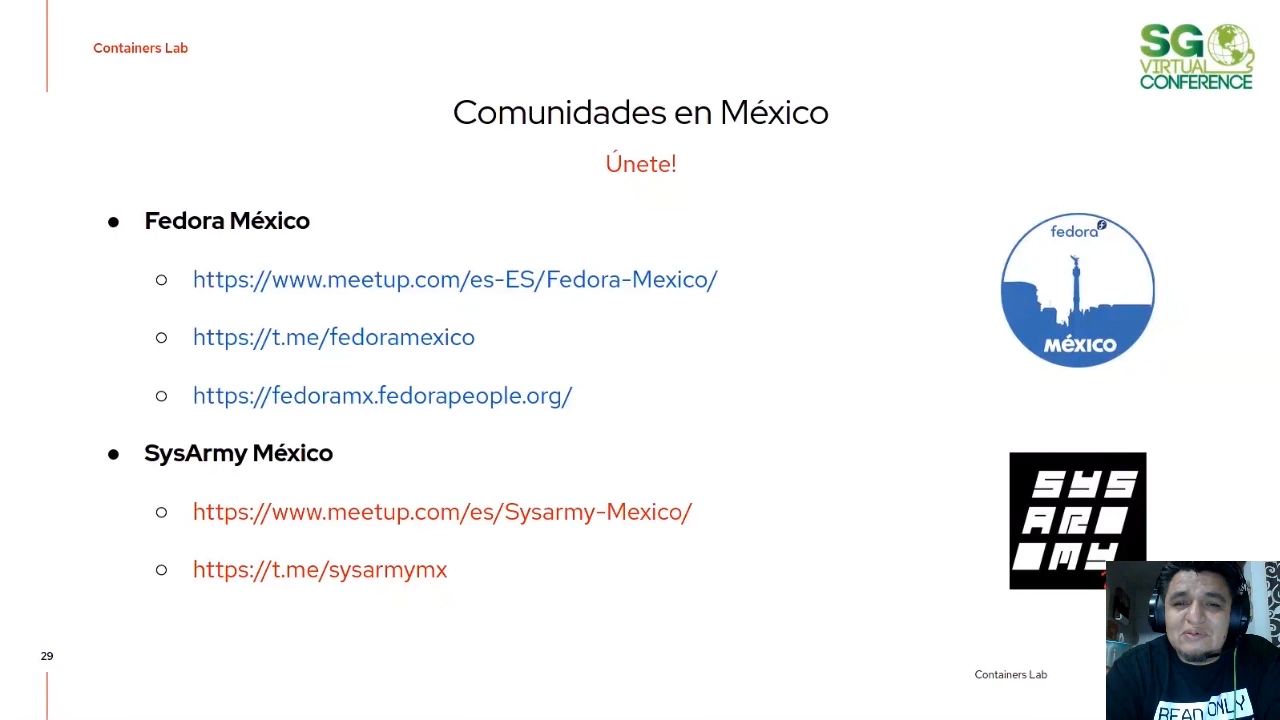 Containers Lab
SG
VIRTUAL
CONFERENCE
Comunidades en México
Únete!
● Fedora México
○ https://www.meetup.com/es-ES/Fedora-Mexico/
○ https://t.me/fedoramexico
○ https://fedoramx.fedorapeople.org/
fedora
MÉXICO
● SysArmy México
○ https://www.meetup.com/es/Sysarmy-Mexico/
○ https://t.me/sysarmymx
SYS
AR
MY
29
Containers Lab
READ ONLY